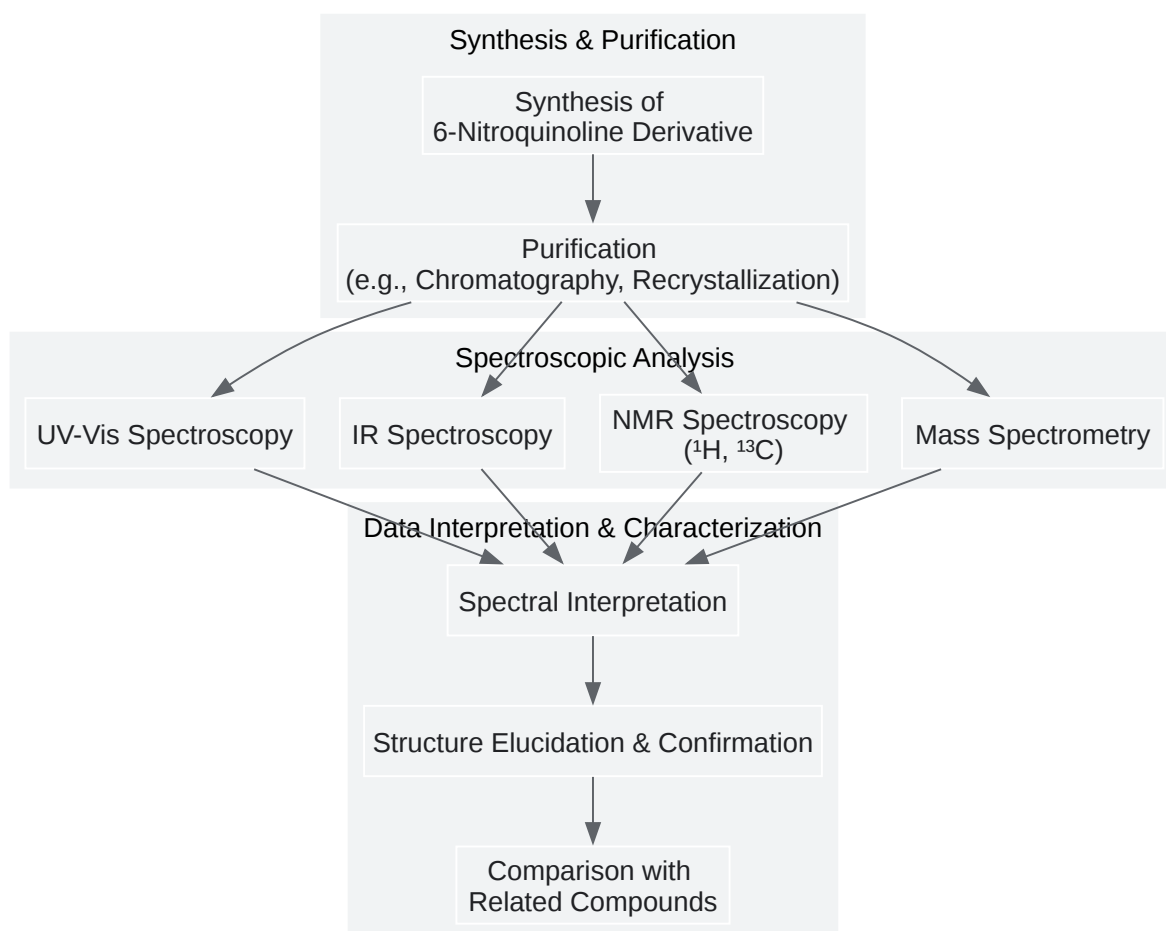 Synthesis & Purification
Synthesis of
6-Nitroquinoline Derivative
Purification
(e.g., Chromatography, Recrystallization)
Spectroscopic Analysis
UV-Vis Spectroscopy
IR Spectroscopy
NMR Spectroscopy
(¹H, ¹³C)
Mass Spectrometry
Data Interpretation & Characterization
Spectral Interpretation
Structure Elucidation & Confirmation
Comparison with
Related Compounds